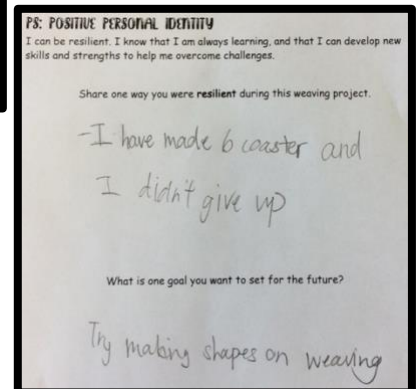 PS: POSITIVE PERSONAL IDENTITY
I can be resilient. I know that I am always learning, and that I can develop new
skills and strengths to help me overcome challenges.
Share one way you were resilient during this weaving project.
-I have made 6 coaster and
I didn't give up
What is one goal you want to set for the future?
Try making shapes on weaving